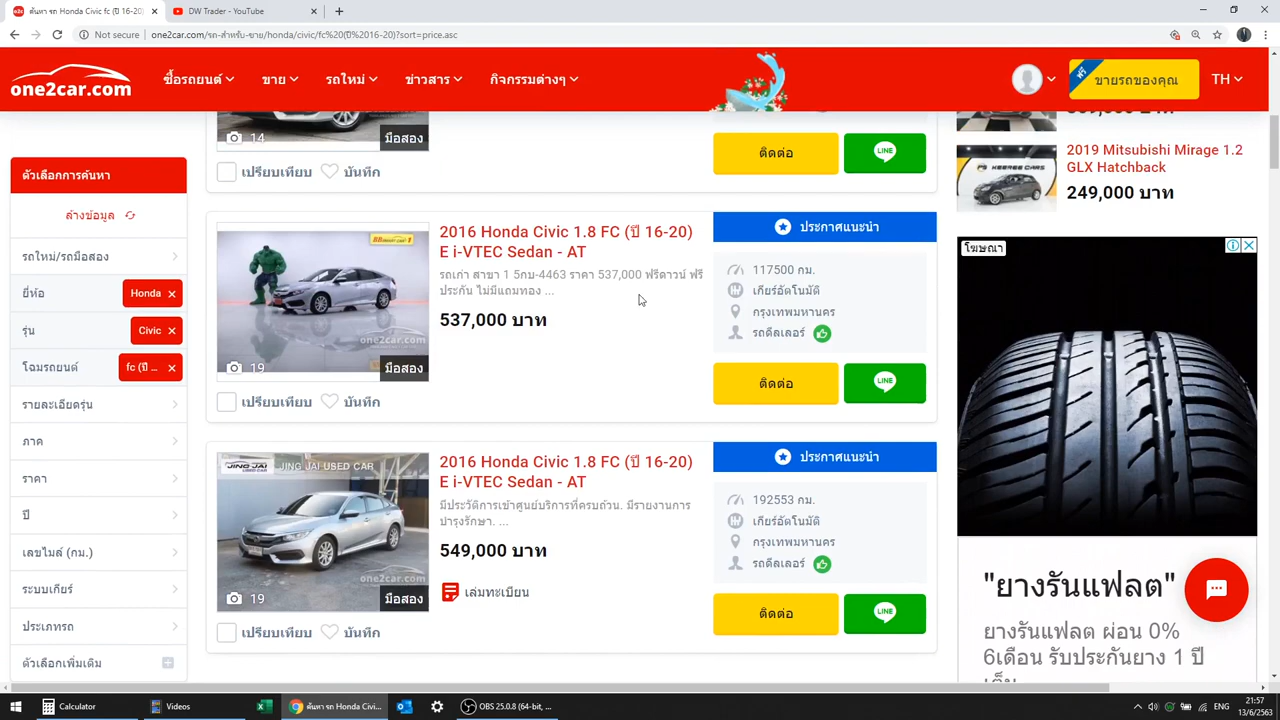 ค้นหา รถ Honda Civic fc (ปี 16-20)
DW Trader - YouTube
Not secure | one2car.com/รถ-สำหรับ-ขาย/honda/civic/fc%20(ปี%2016-20)?sort=price.asc
one2car.com
ซื้อรถยนต์
ขาย
รถใหม่
ข่าวสาร
กิจกรรมต่างๆ
ฟรี
ขายรถของคุณ
TH
14
มือสอง
เปรียบเทียบ
บันทึก
ติดต่อ
LINE
KEEREE CARS
2019 Mitsubishi Mirage 1.2
GLX Hatchback
249,000 บาท
ตัวเลือกการค้นหา
ล้างข้อมูล
รถใหม่/รถมือสอง
ยี่ห้อ
Honda
รุ่น
Civic
โฉมรถยนต์
fc (ปี ...
รายละเอียดรุ่น
ภาค
ราคา
ปี
เลขไมล์ (กม.)
ระบบเกียร์
ประเภทรถ
ตัวเลือกเพิ่มเติม
one2car.com
19
มือสอง
2016 Honda Civic 1.8 FC (ปี 16-20)
E i-VTEC Sedan - AT
รถเก่า สาขา 1 5กบ-4463 ราคา 537,000 ฟรีดาวน์ ฟรี
ประกัน ไม่มีแถมทอง ...
537,000 บาท
เปรียบเทียบ
บันทึก
ประกาศแนะนำ
117500 กม.
เกียร์อัตโนมัติ
กรุงเทพมหานคร
รถดีลเลอร์
ติดต่อ
LINE
JING JAI
USED CAR
JING JAI USED CAR
one2car.com
19
มือสอง
2016 Honda Civic 1.8 FC (ปี 16-20)
E i-VTEC Sedan - AT
มีประวัติการเข้าศูนย์บริการที่ครบถ้วน. มีรายงานการ
บำรุงรักษา. ...
549,000 บาท
เล่มทะเบียน
เปรียบเทียบ
บันทึก
ประกาศแนะนำ
192553 กม.
เกียร์อัตโนมัติ
กรุงเทพมหานคร
รถดีลเลอร์
ติดต่อ
LINE
โฆษณา
"ยางรันแฟลต"
ยางรันแฟลต ผ่อน 0%
6เดือน รับประกันยาง 1 ปี
Calculator
Videos
ค้นหา รถ Honda Civi...
OBS 25.0.8 (64-bit, ...
ENG
21:57
13/6/2563